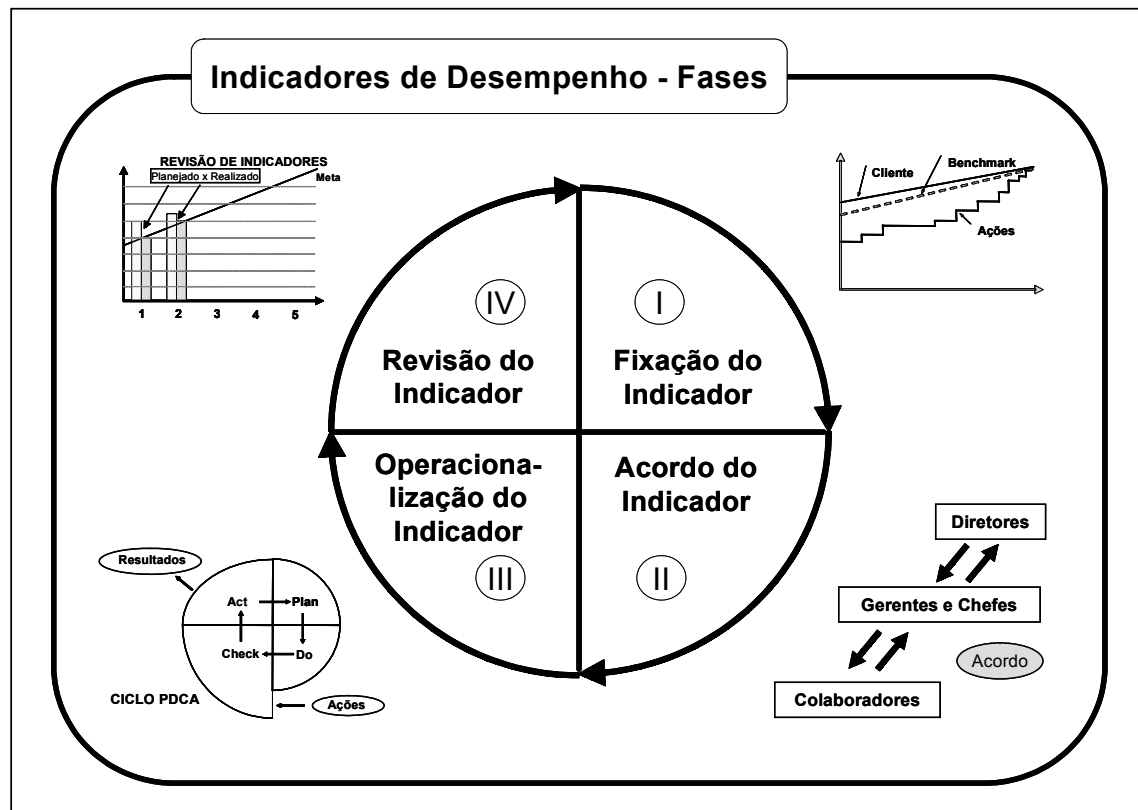 Indicadores de Desempenho - Fases
REVISÃO DE INDICADORES
Planejado x Realizado
Meta
1 2 3 4 5
Cliente
Benchmark
Ações
IV
Revisão do
Indicador
I
Fixação do
Indicador
Operaciona-
lização do
Indicador
III
Acordo do
Indicador
II
Resultados
Act
Plan
Check
Do
CICLO PDCA
Ações
Diretores
Gerentes e Chefes
Acordo
Colaboradores